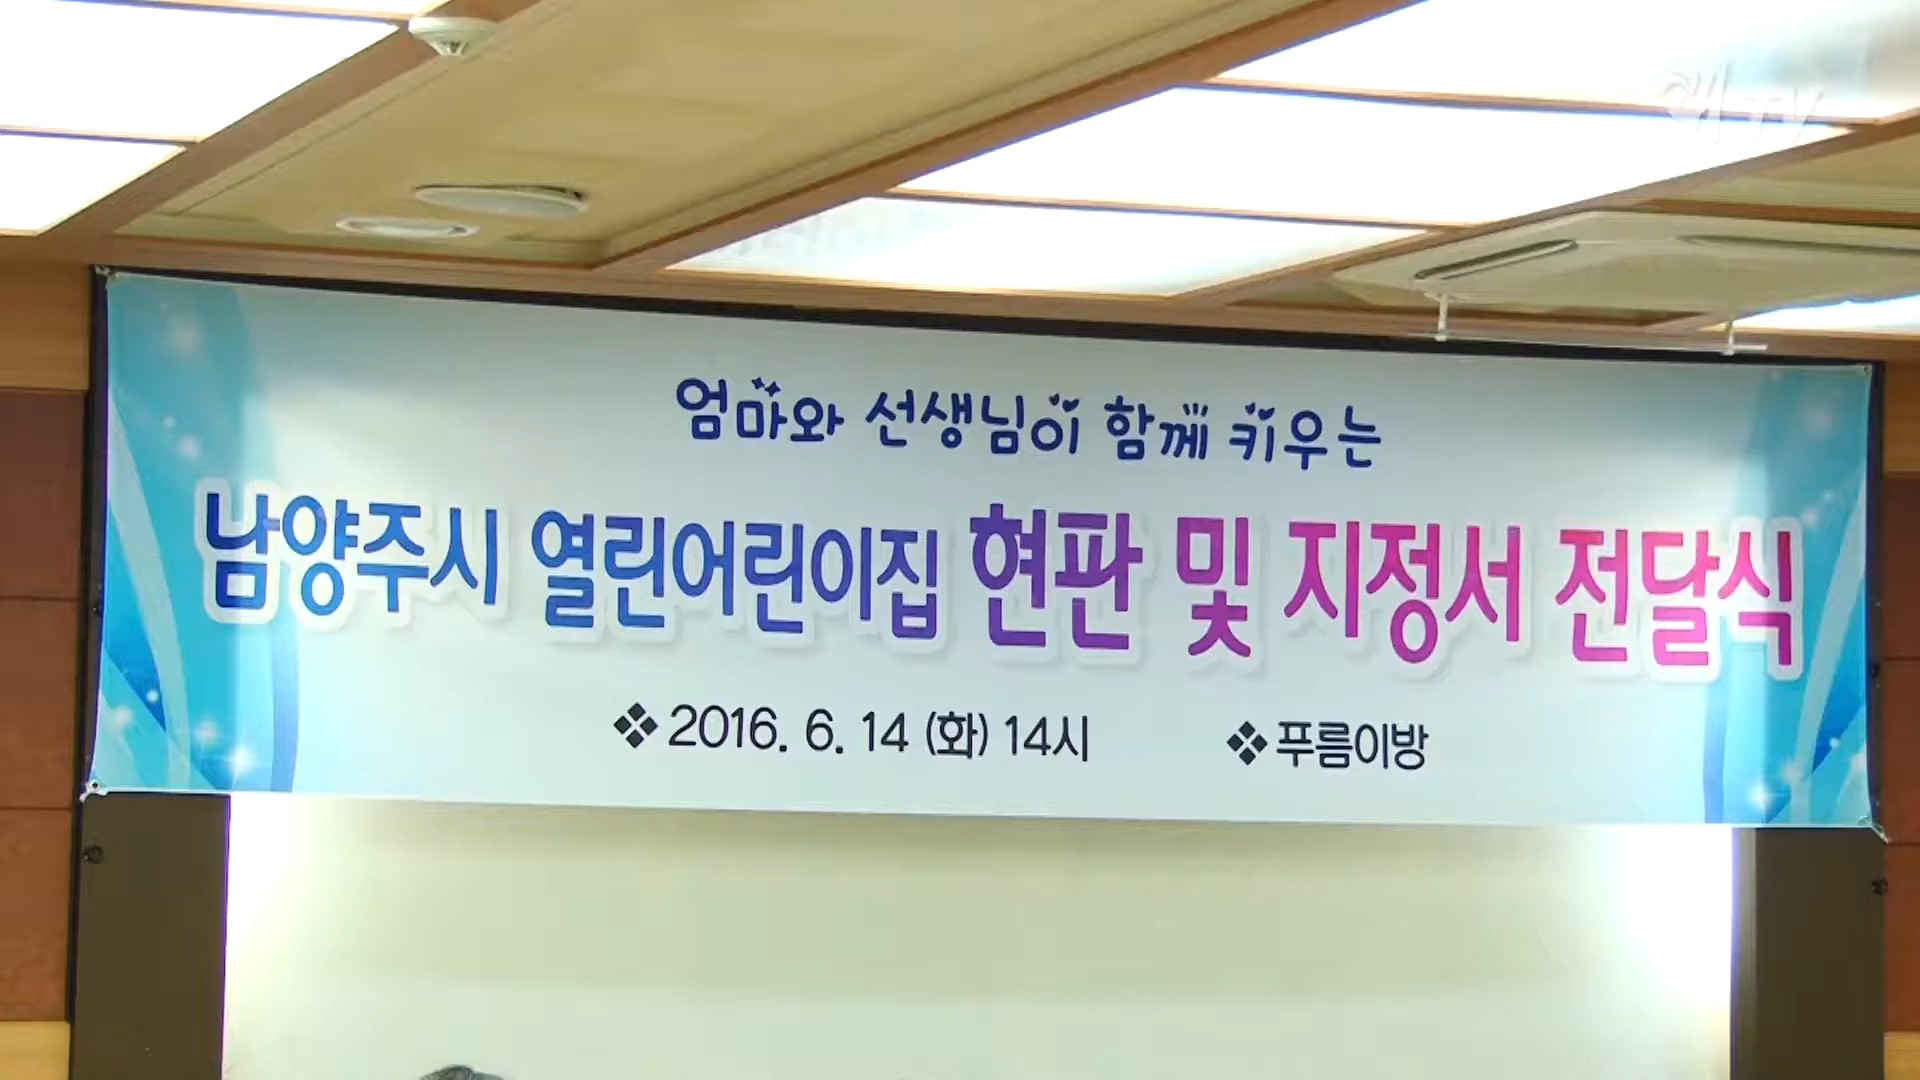 엄마와 선생님이 함께 키우는
남양주시 열린어린이집 현판 및 지정서 전달식
❖ 2016. 6. 14 (화) 14시 ❖ 푸름이방